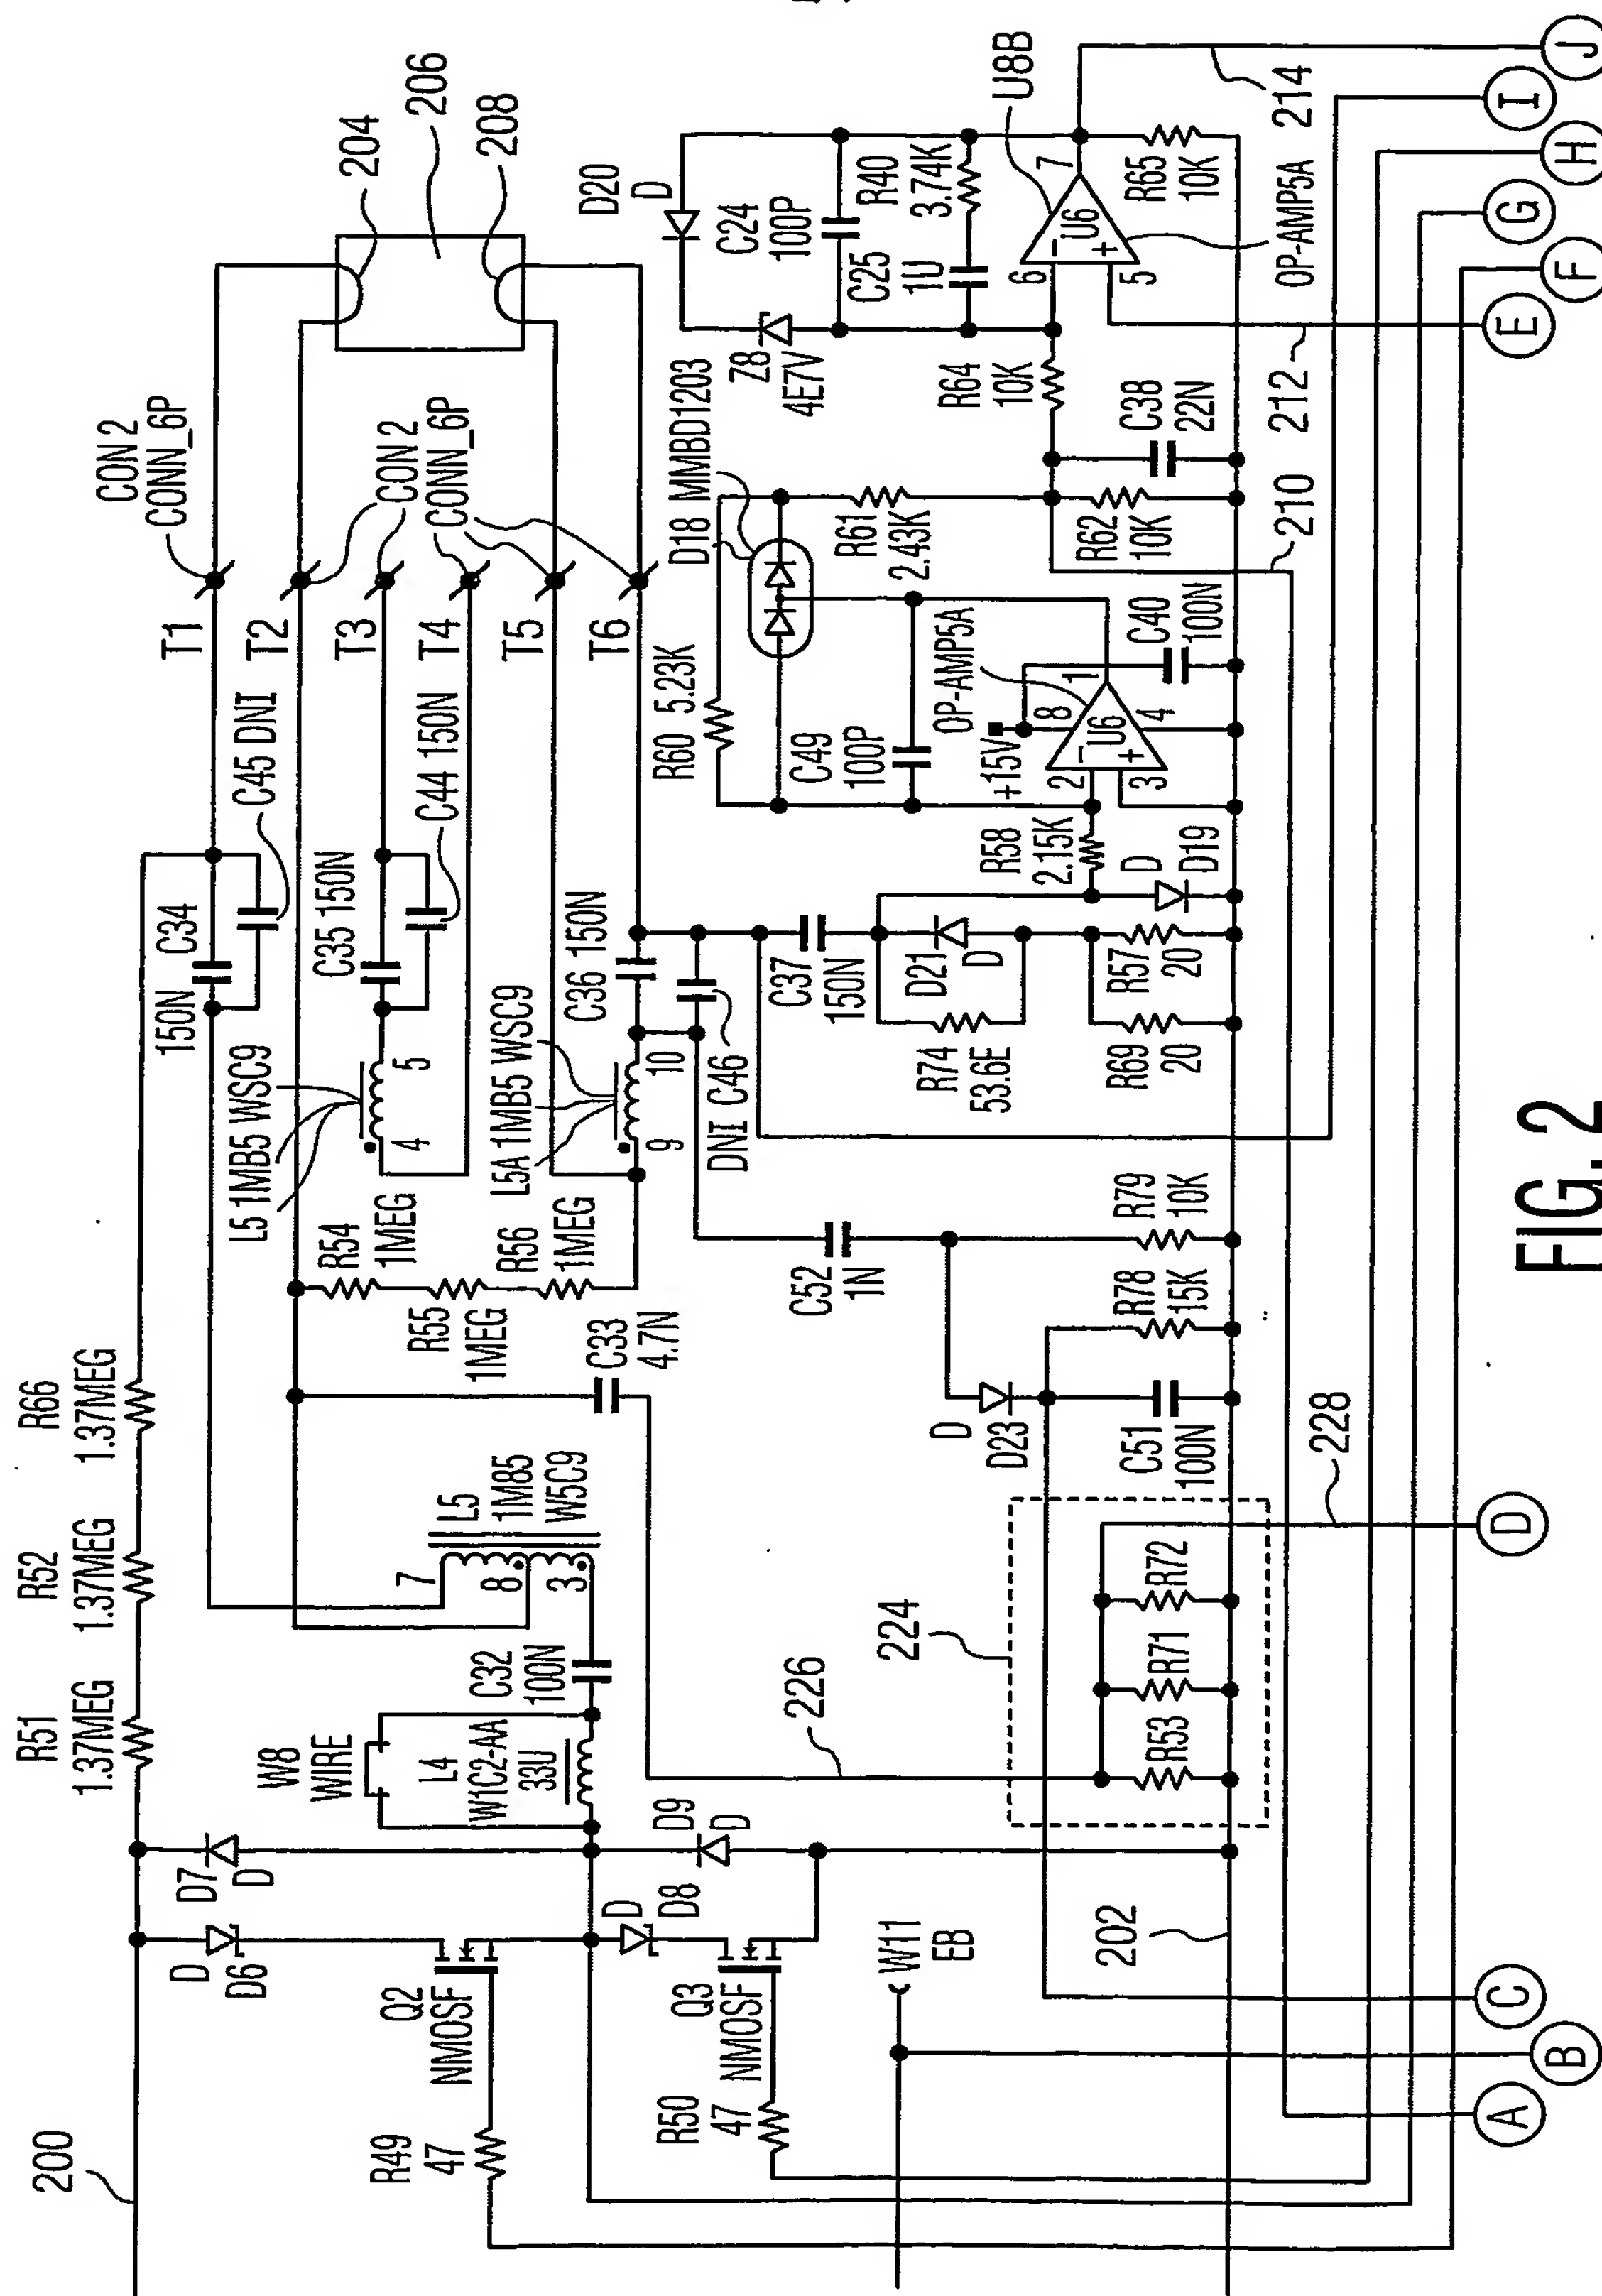 200
R51
1.37MEG
R52
1.37MEG
R66
1.37MEG
D7
D
D
D6
Q2
NMOSF
R49
47
W8
WIRE
L4
W1C2-AA
33U
C32
100N
7
8
3
L5
1M85
W5C9
D9
D
D
D8
Q3
NMOSF
R50
47
W11
EB
202
226
224
R53
R71
R72
228
150N
C34
C45 DNI
L5 1MB5 WSC9
4
5
C35 150N
C44 150N
R54
1MEG
R55
1MEG
R56
1MEG
C33
4.7N
L5A 1MB5 WSC9
9
10
C36 150N
DNI C46
T1
T2
T3
T4
T5
T6
CON 2
CONN_6P
CON 2
CONN_6P
204
206
208
C52
1N
D
D23
C51
100N
R78
15K
R79
10K
C37
150N
D21
D
R74
53.6E
R69
20
R57
20
D
D19
R58
2.15K
R60 5.23K
C49
100P
D18 MMBD1203
+15V
OP-AMP5A
2
3
8
1
4
U6
−
+
C40
100N
R61
2.43K
R62
10K
C38
22N
R64
10K
Z8
4E7V
D20
D
C24
100P
C25
1U
R40
3.74K
U8B
6
5
7
U6
−
+
OP-AMP5A
R65
10K
210
212
214
A
B
C
D
E
F
G
H
I
J
FIG. 2